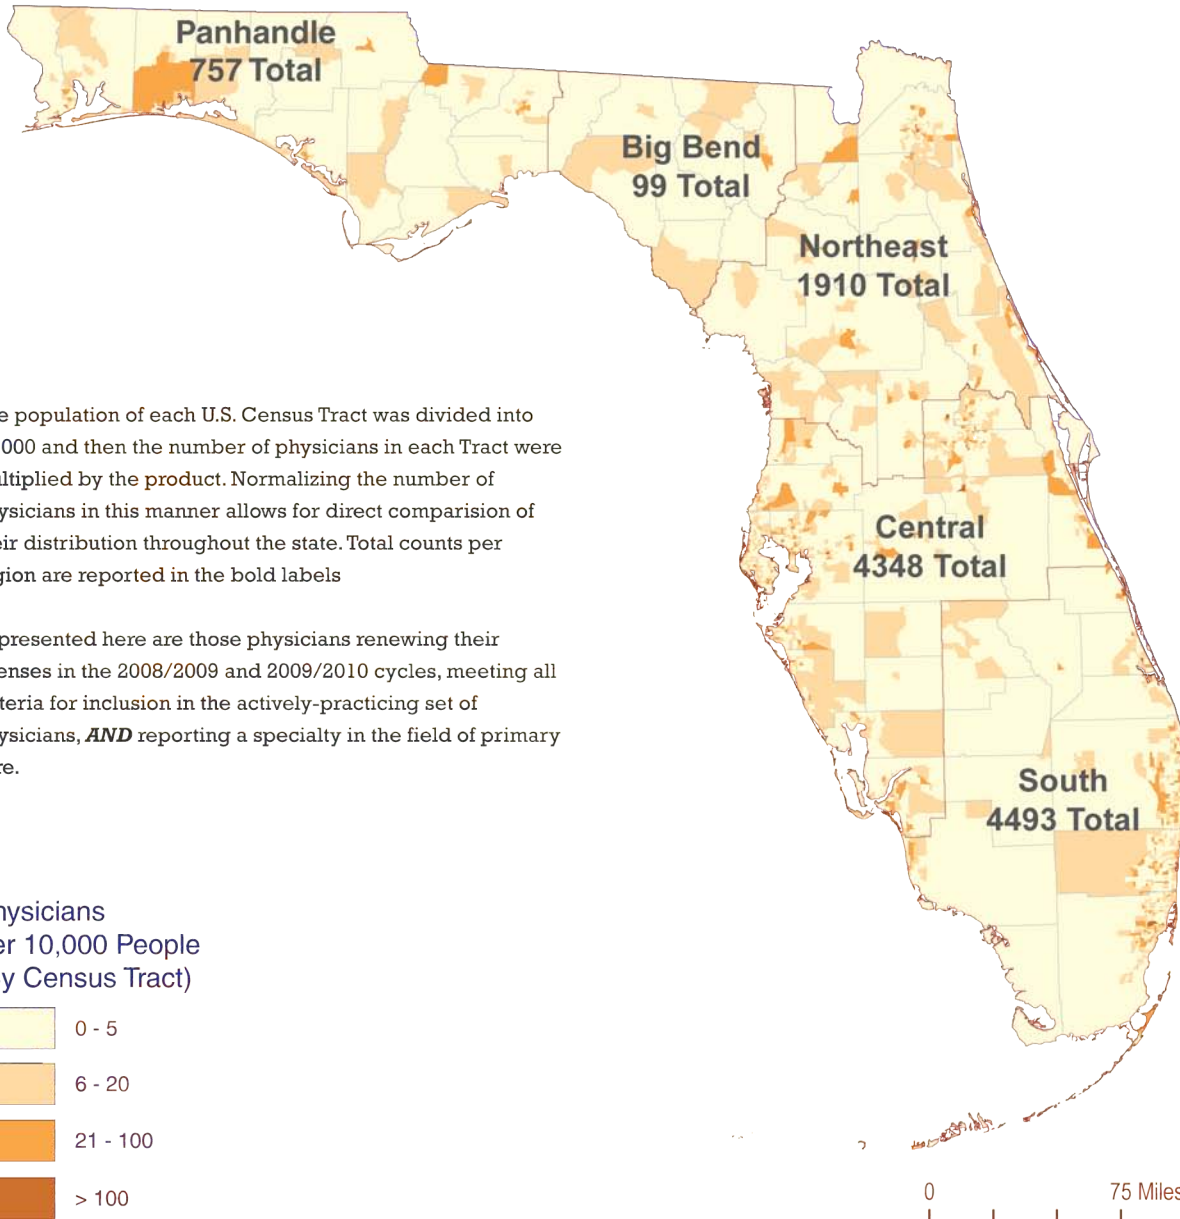 Panhandle
757 Total
Big Bend
99 Total
Northeast
1910 Total
Central
4348 Total
South
4493 Total
e population of each U.S. Census Tract was divided into
,000 and then the number of physicians in each Tract were
ultiplied by the product. Normalizing the number of
ysicians in this manner allows for direct comparision of
eir distribution throughout the state. Total counts per
gion are reported in the bold labels
presented here are those physicians renewing their
enses in the 2008/2009 and 2009/2010 cycles, meeting all
iteria for inclusion in the actively-practicing set of
ysicians, AND reporting a specialty in the field of primary
re.
hysicians
er 10,000 People
y Census Tract)
0 - 5
6 - 20
21 - 100
> 100
0 75 Miles